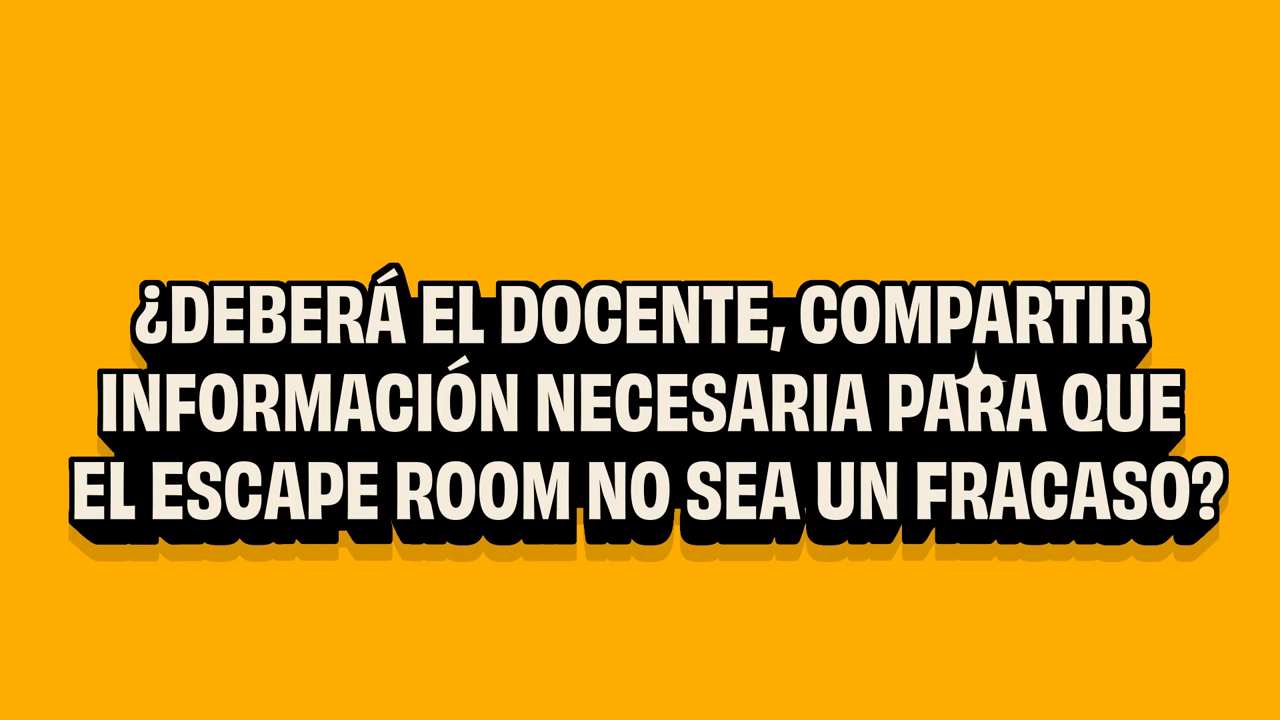 ¿DEBERÁ EL DOCENTE, COMPARTIR
INFORMACIÓN NECESARIA PARA QUE
EL ESCAPE ROOM NO SEA UN FRACASO?